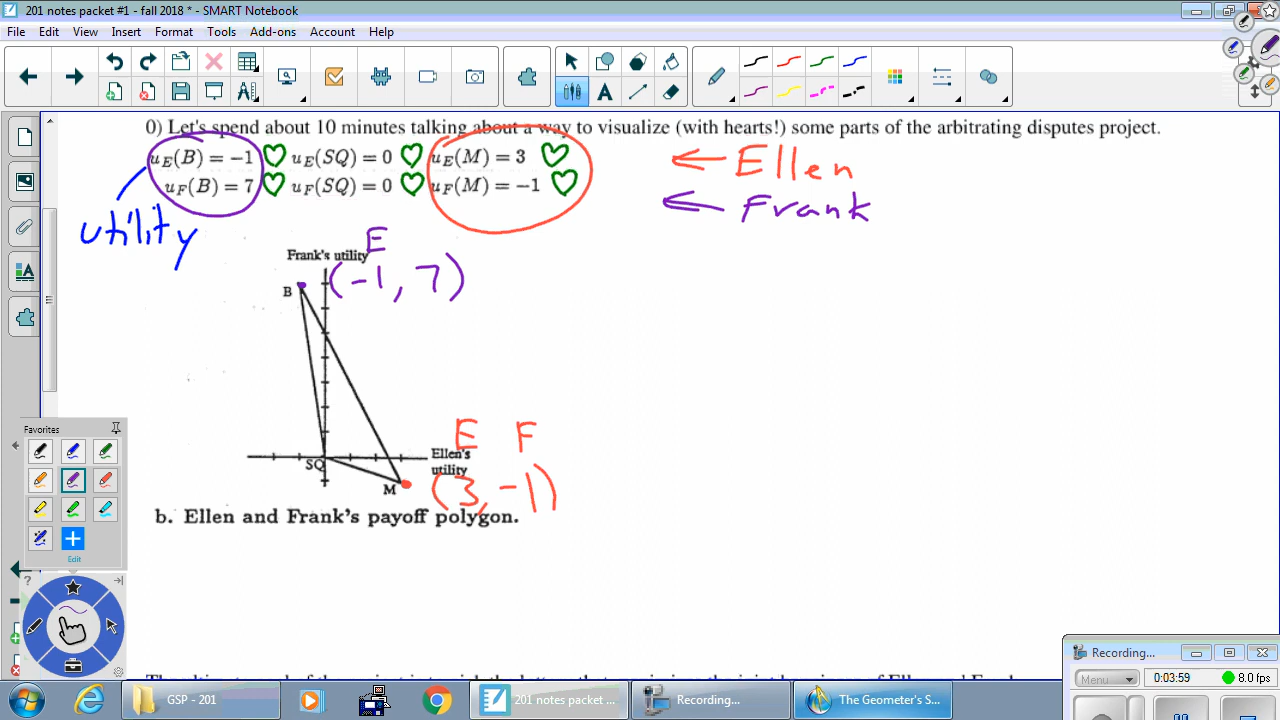 201 notes packet #1 - fall 2018 * - SMART Notebook
File Edit View Insert Format Tools Add-ons Account Help
0) Let's spend about 10 minutes talking about a way to visualize (with hearts!) some parts of the arbitrating disputes project.
u_E(B) = −1 u_E(SQ) = 0 u_E(M) = 3 ← Ellen
u_F(B) = 7 u_F(SQ) = 0 u_F(M) = −1 ← Frank
utility
E
Frank's utility
(-1, 7)
B
E F
Ellen's
utility
SQ
M
(3, -1)
b. Ellen and Frank's payoff polygon.
Favorites
Edit
?
Recording...
Menu
0:03:59
8.0 fps
GSP - 201
201 notes packet ...
Recording...
The Geometer's S...